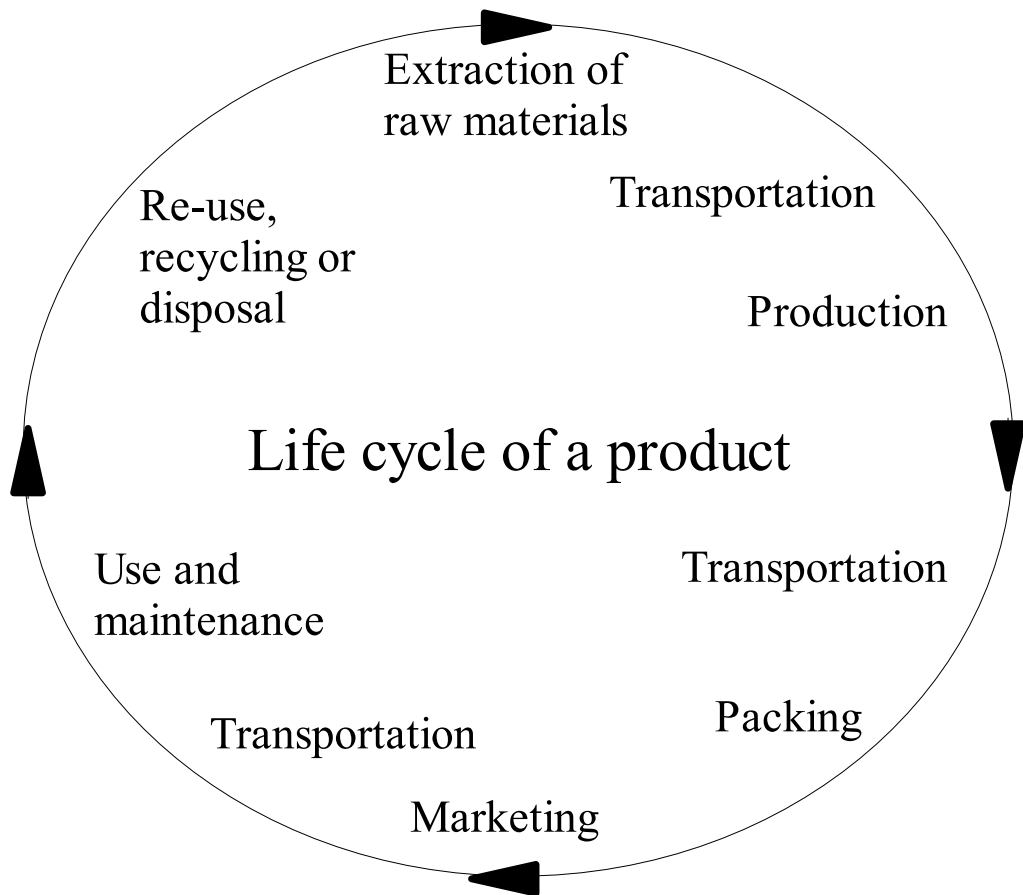 Extraction of
raw materials
Transportation
Production
Transportation
Packing
Marketing
Transportation
Use and
maintenance
Re-use,
recycling or
disposal
Life cycle of a product